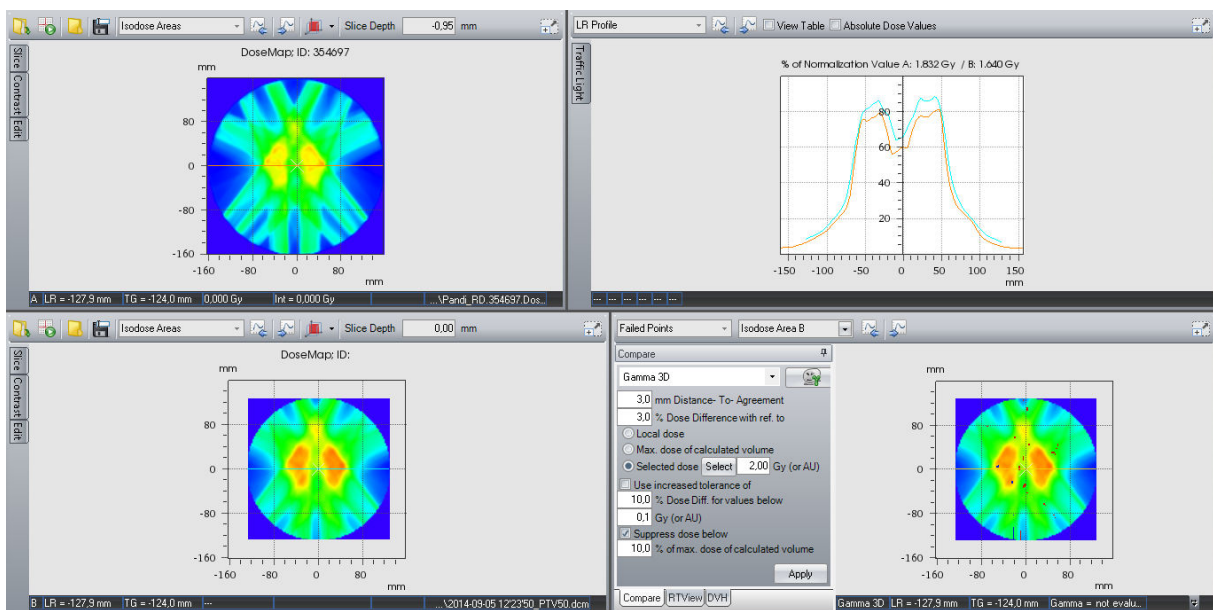 Isodose Areas
Slice Depth
-0,95 mm
Slice
Contrast
Edit
DoseMap; ID: 354697
mm
80
0
-80
-160
-160 -80 0 80
mm
A LR = -127,9 mm TG = -124,0 mm 0,000 Gy Int = 0,000 Gy ...\Pandi_RD.354697.Dos...
LR Profile
View Table
Absolute Dose Values
Traffic Light
% of Normalization Value A: 1.832 Gy / B: 1.640 Gy
80
60
40
20
-150 -100 -50 0 50 100 150
mm
--- --- --- --- --- ---
Isodose Areas
Slice Depth
0,00 mm
Slice
Contrast
Edit
DoseMap; ID:
mm
80
0
-80
-160
-160 -80 0 80
mm
B LR = -127,9 mm TG = -124,0 mm --- ...\2014-09-05 12'23'50_PTV50.dcm
Failed Points
Isodose Area B
Compare
Gamma 3D
3,0 mm Distance- To- Agreement
3,0 % Dose Difference with ref. to
Local dose
Max. dose of calculated volume
Selected dose Select 2,00 Gy (or AU)
Use increased tolerance of
10,0 % Dose Diff. for values below
0,1 Gy (or AU)
Suppress dose below
10,0 % of max. dose of calculated volume
Apply
Compare RTView DVH
mm
80
0
-80
-160
-160 -80 0 80
mm
Gamma 3D LR = -127,9 mm TG = -124,0 mm Gamma = not evalu...